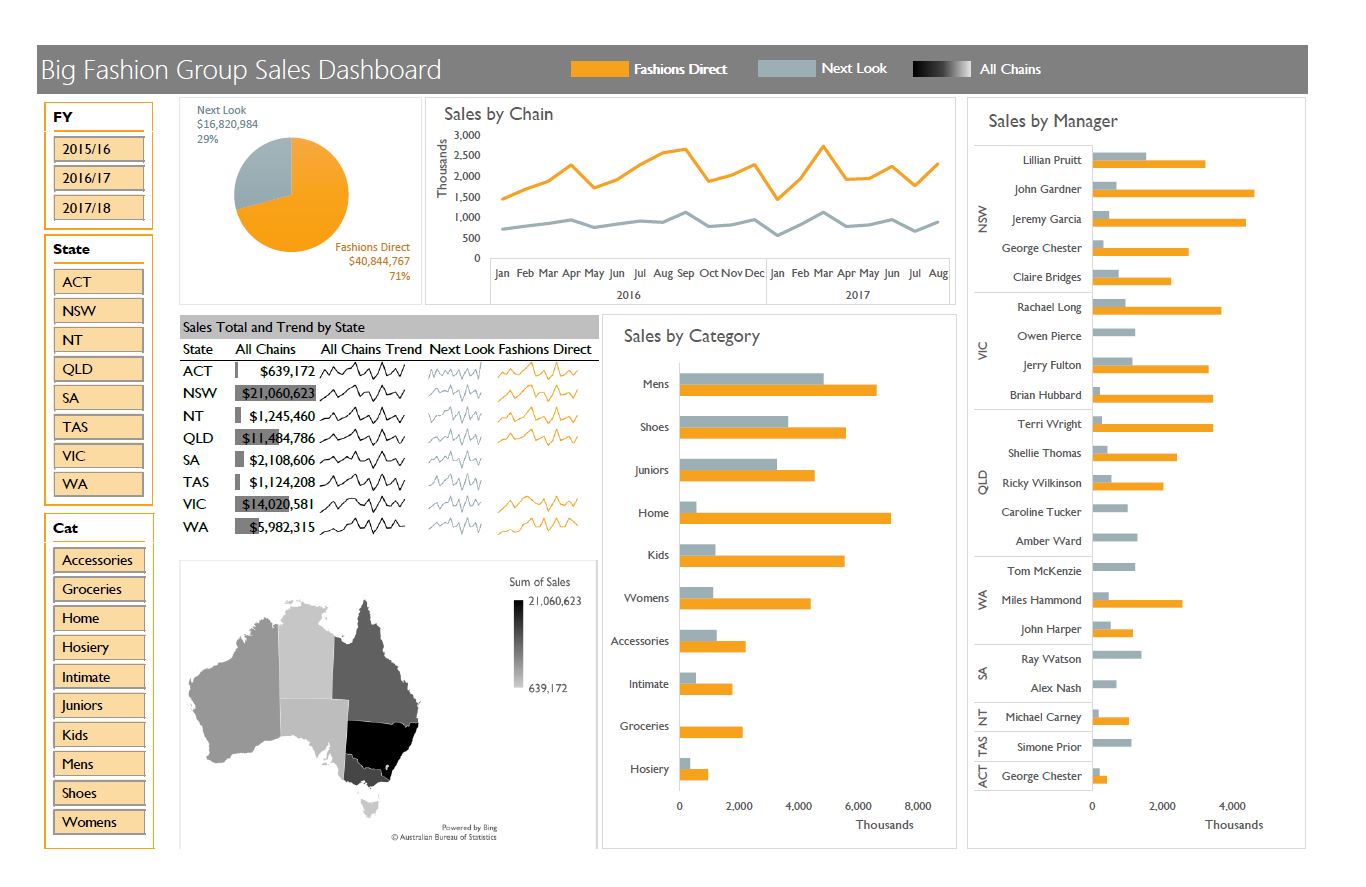 Big Fashion Group Sales Dashboard
Fashions Direct
Next Look
All Chains
FY
2015/16
2016/17
2017/18
State
ACT
NSW
NT
QLD
SA
TAS
VIC
WA
Cat
Accessories
Groceries
Home
Hosiery
Intimate
Juniors
Kids
Mens
Shoes
Womens
Next Look
$16,820,984
29%
Fashions Direct
$40,844,767
71%
Sales by Chain
Thousands
3,000
2,500
2,000
1,500
1,000
500
0
Jan Feb Mar Apr May Jun Jul Aug Sep Oct Nov Dec Jan Feb Mar Apr May Jun Jul Aug
2016 2017
Sales Total and Trend by State
State All Chains All Chains Trend Next Look Fashions Direct
ACT $639,172
NSW $21,060,623
NT $1,245,460
QLD $11,484,786
SA $2,108,606
TAS $1,124,208
VIC $14,020,581
WA $5,982,315
Sum of Sales
21,060,623
639,172
Powered by Bing
© Australian Bureau of Statistics
Sales by Category
Mens
Shoes
Juniors
Home
Kids
Womens
Accessories
Intimate
Groceries
Hosiery
0 2,000 4,000 6,000 8,000
Thousands
Sales by Manager
NSW
Lillian Pruitt
John Gardner
Jeremy Garcia
George Chester
Claire Bridges
VIC
Rachael Long
Owen Pierce
Jerry Fulton
Brian Hubbard
QLD
Terri Wright
Shellie Thomas
Ricky Wilkinson
Caroline Tucker
Amber Ward
WA
Tom McKenzie
Miles Hammond
John Harper
SA
Ray Watson
Alex Nash
NT
Michael Carney
TAS
Simone Prior
ACT
George Chester
0 2,000 4,000
Thousands